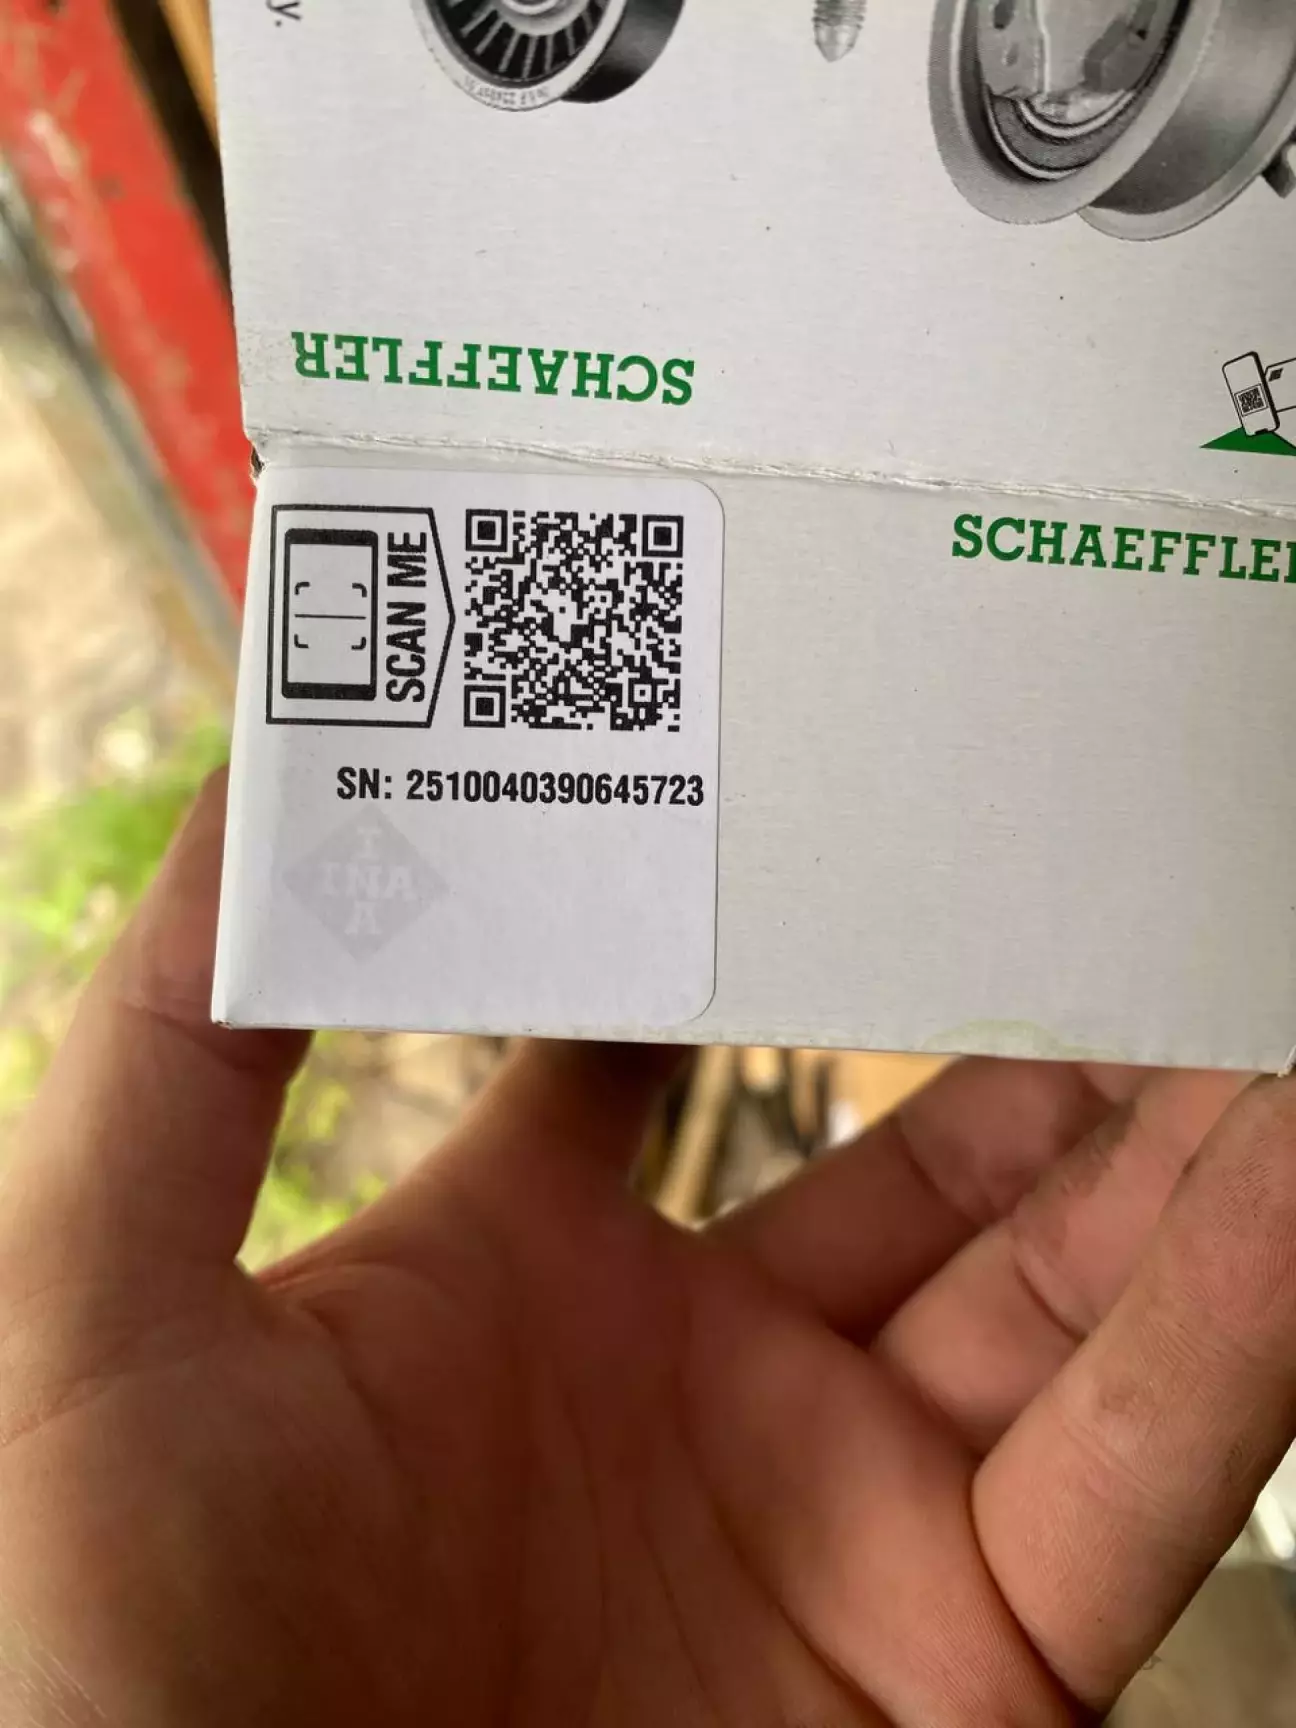 y.
SCHAEFFLER
SCHAEFFLE
SCAN ME
SN: 2510040390645723
I
INA
A